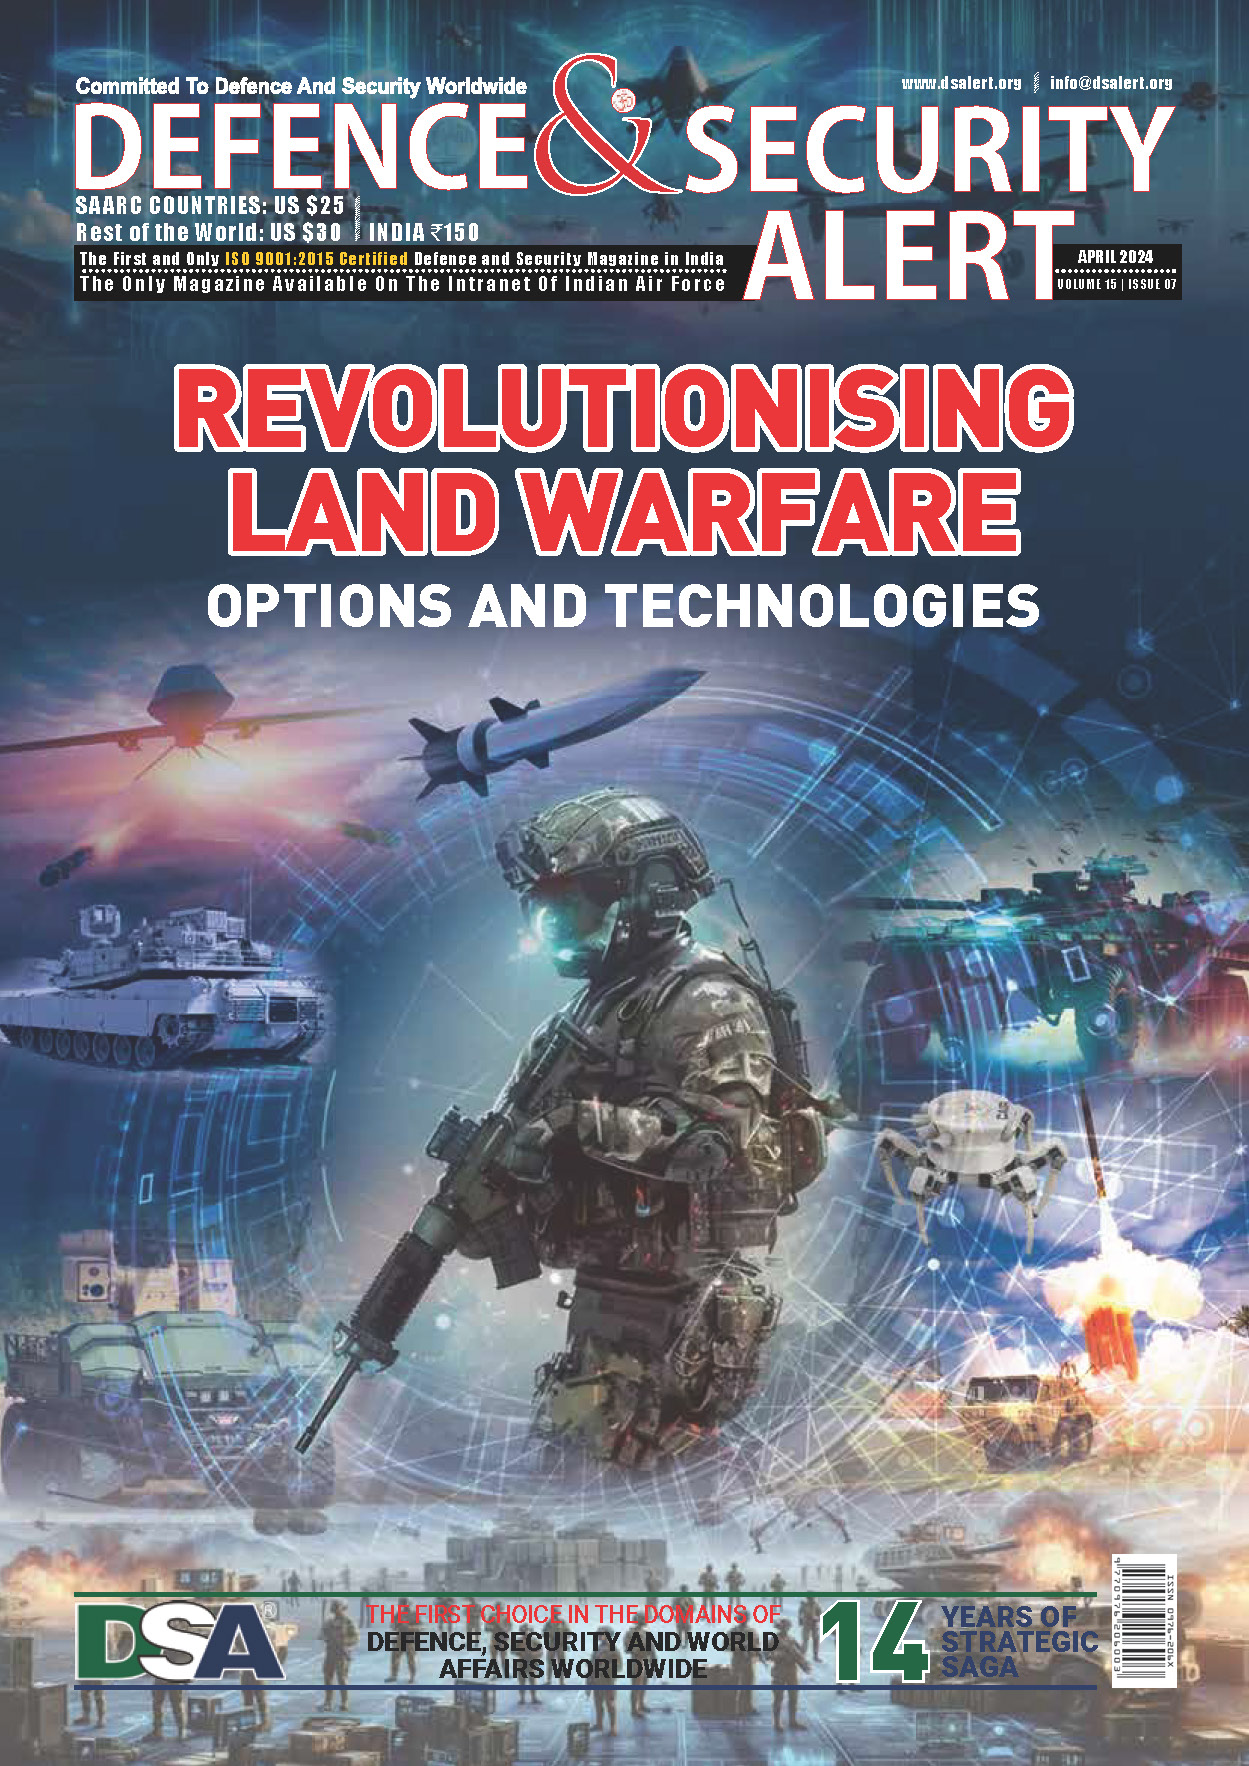 Committed To Defence And Security Worldwide
www.dsalert.org | info@dsalert.org
DEFENCE & SECURITY
ALERT
SAARC COUNTRIES: US $25
Rest of the World: US $30 | INDIA ₹150
The First and Only ISO 9001:2015 Certified Defence and Security Magazine in India
The Only Magazine Available On The Intranet Of Indian Air Force
APRIL 2024
VOLUME 15 | ISSUE 07
REVOLUTIONISING
LAND WARFARE
OPTIONS AND TECHNOLOGIES
DSA®
THE FIRST CHOICE IN THE DOMAINS OF
DEFENCE, SECURITY AND WORLD
AFFAIRS WORLDWIDE
14
YEARS OF
STRATEGIC
SAGA
ISSN 0976-206X
9770976206003